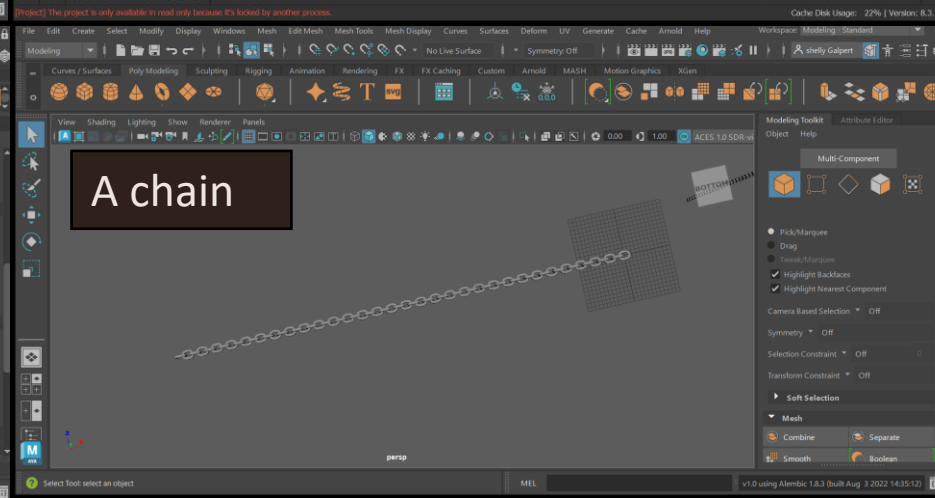 [Project] The project is only available in read only because it's locked by another process.
Cache Disk Usage: 22% | Version: 8.3.
File Edit Create Select Modify Display Windows Mesh Edit Mesh Mesh Tools Mesh Display Curves Surfaces Deform UV Generate Cache Arnold Help
Workspace: Modeling - Standard
Modeling No Live Surface Symmetry: Off shelly Galpert
Curves / Surfaces Poly Modeling Sculpting Rigging Animation Rendering FX FX Caching Custom Arnold MASH Motion Graphics XGen
T svg
View Shading Lighting Show Renderer Panels
0.00 1.00 ACES 1.0 SDR-vi
A chain
BOTTOM
persp
Modeling Toolkit Attribute Editor
Object Help
Multi-Component
Pick/Marquee
Drag
Tweak/Marquee
Highlight Backfaces
Highlight Nearest Component
Camera Based Selection Off
Symmetry Off
Selection Constraint Off 0
Transform Constraint Off
Soft Selection
Mesh
Combine Separate
Smooth Boolean
M
Select Tool: select an object
MEL
v1.0 using Alembic 1.8.3 (built Aug 3 2022 14:35:12)